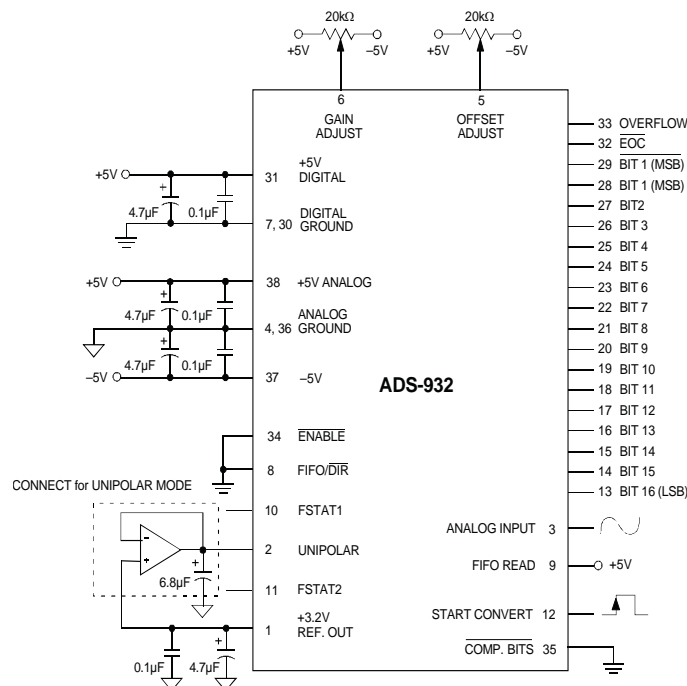 20kΩ
20kΩ
+5V
–5V
+5V
–5V
6
5
GAIN
ADJUST
OFFSET
ADJUST
+5V
31
+5V
DIGITAL
4.7µF
0.1µF
+
7, 30
DIGITAL
GROUND
+5V
38
+5V ANALOG
4.7µF
0.1µF
+
4, 36
ANALOG
GROUND
4.7µF
0.1µF
+
–5V
37
–5V
ADS-932
34
ENABLE
8
FIFO/DIR
CONNECT for UNIPOLAR MODE
10
FSTAT1
-
+
2
UNIPOLAR
+
6.8µF
11
FSTAT2
1
+3.2V
REF. OUT
0.1µF
4.7µF
+
33 OVERFLOW
32 EOC
29 BIT 1 (MSB)
28 BIT 1 (MSB)
27 BIT2
26 BIT 3
25 BIT 4
24 BIT 5
23 BIT 6
22 BIT 7
21 BIT 8
20 BIT 9
19 BIT 10
18 BIT 11
17 BIT 12
16 BIT 13
15 BIT 14
14 BIT 15
13 BIT 16 (LSB)
ANALOG INPUT 3
FIFO READ 9
+5V
START CONVERT 12
COMP. BITS 35